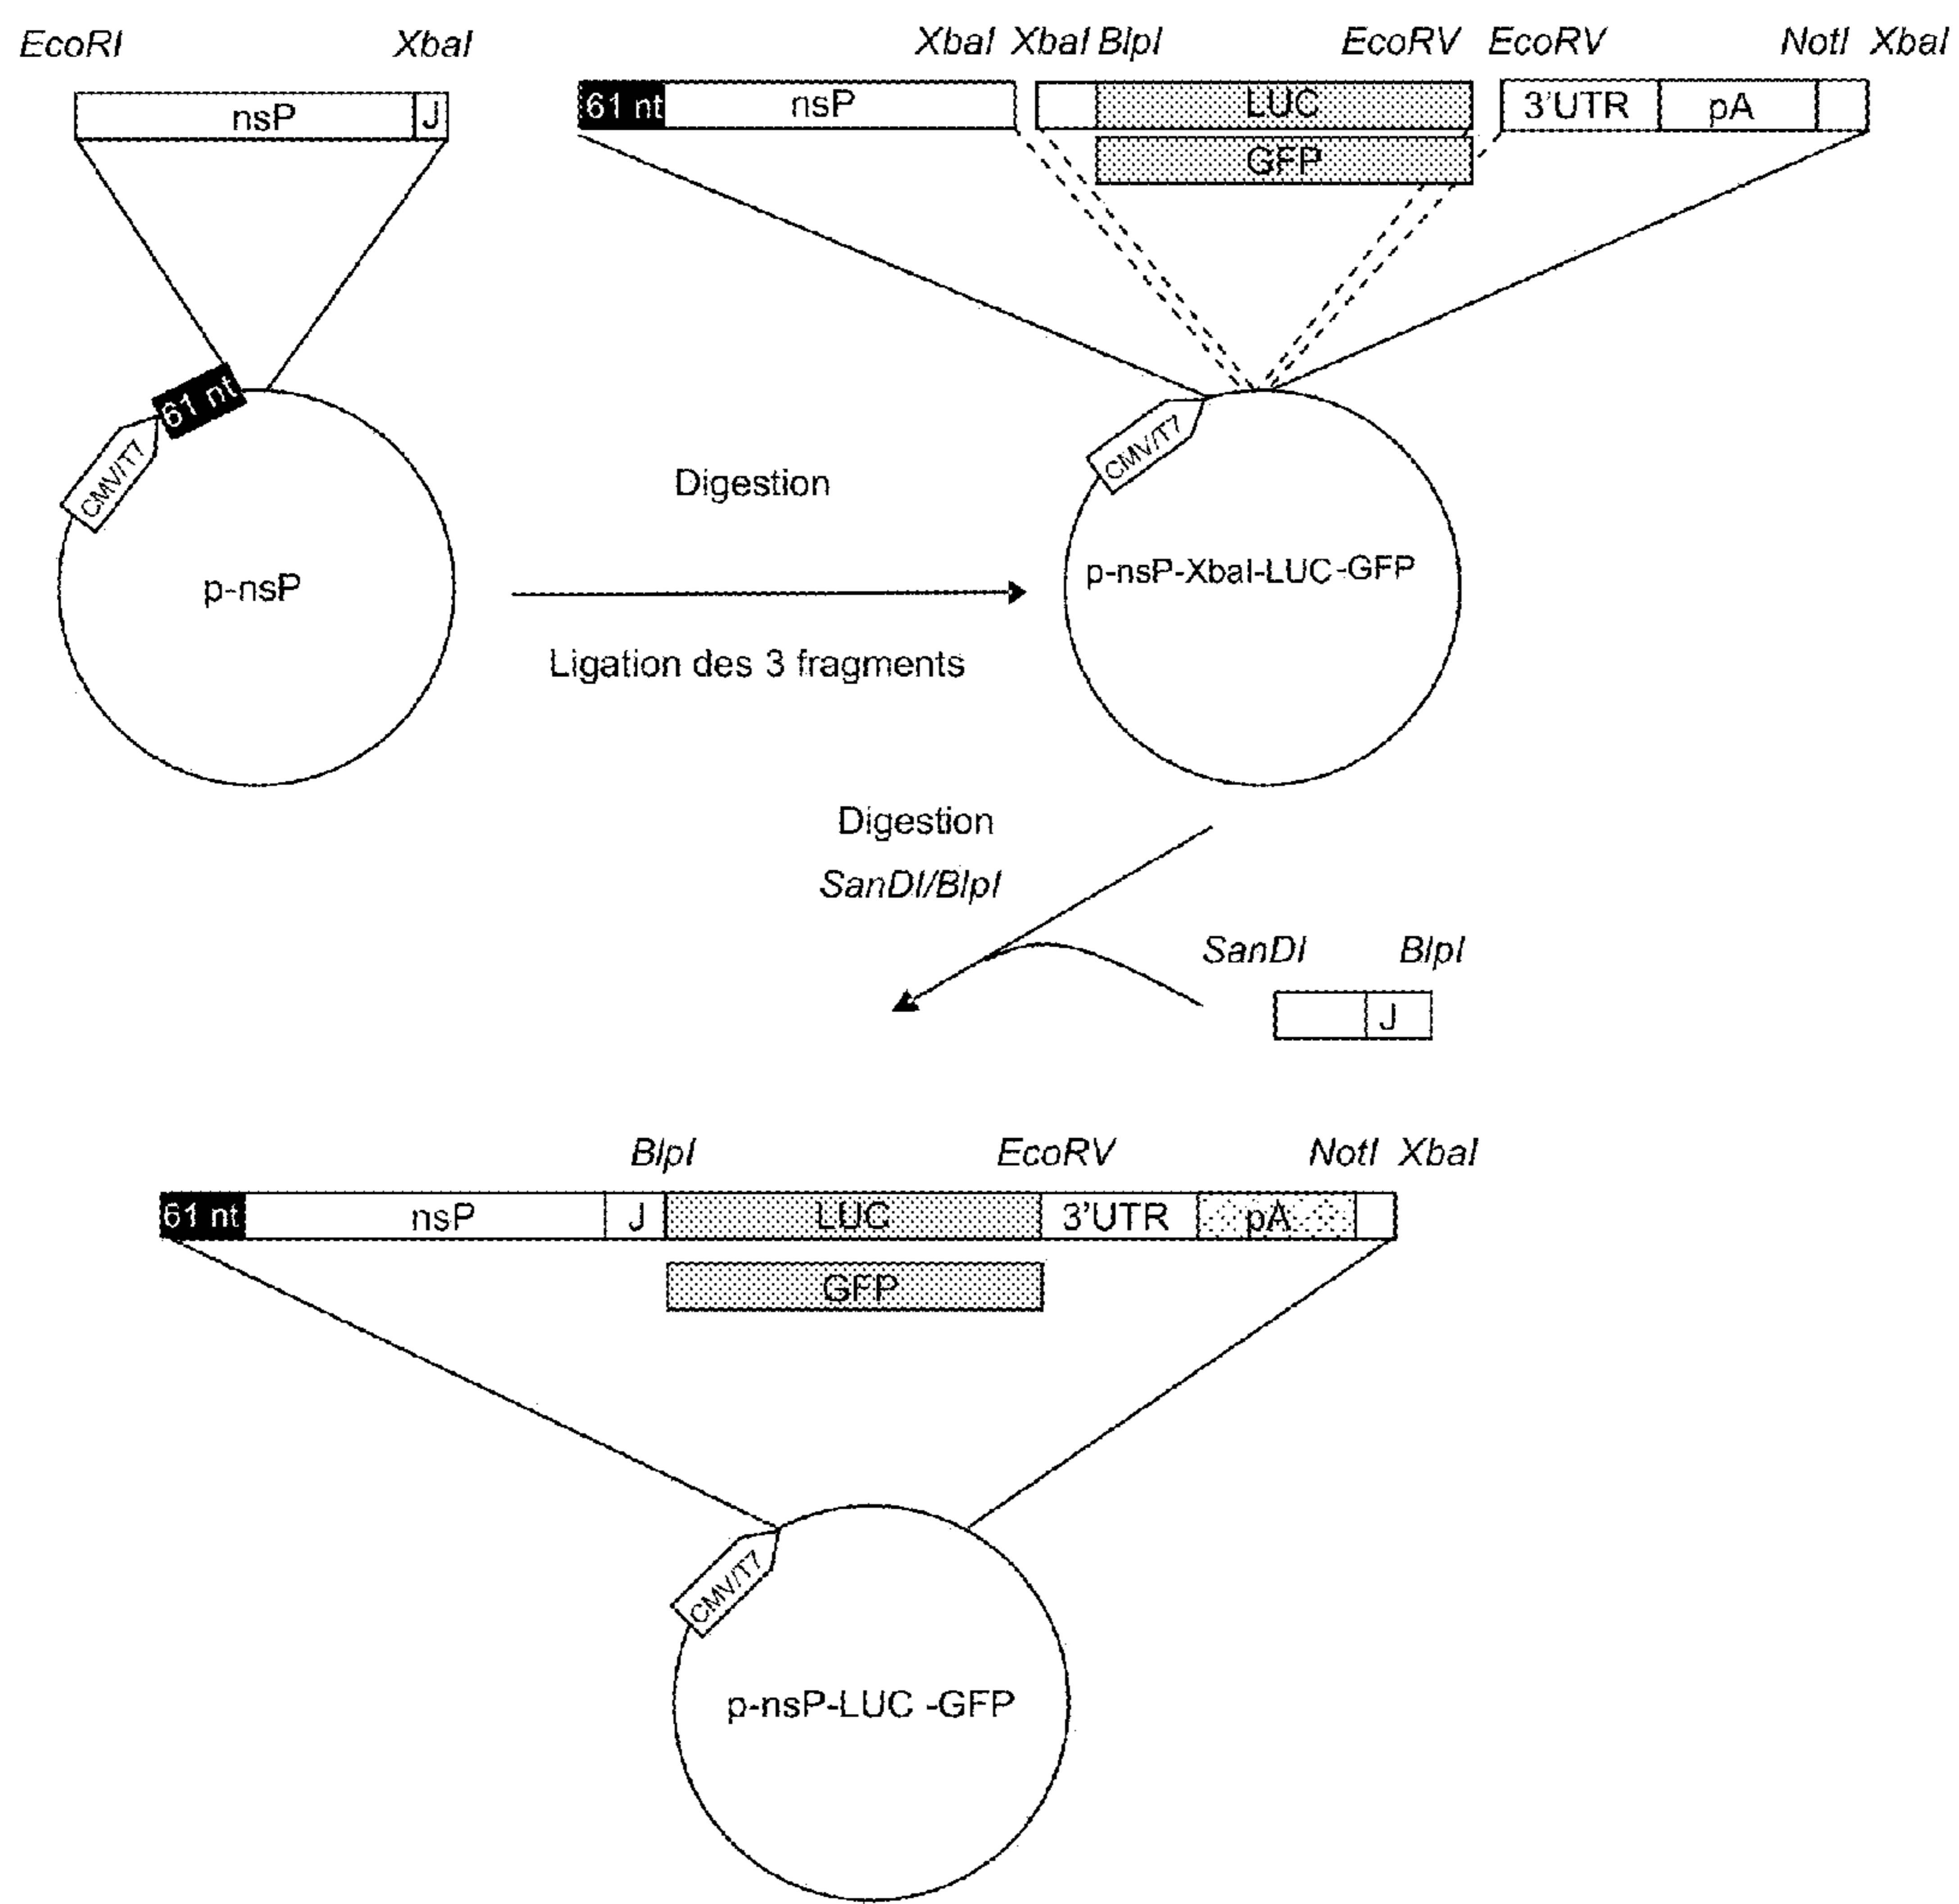 EcoRI XbaI
XbaI XbaI BlpI EcoRV EcoRV NotI XbaI
nsP J
61 nt nsP LUC 3'UTR pA
GFP
61 nt
CMV/T7
CMV/T7
Digestion
p-nsP
p-nsP-XbaI-LUC-GFP
Ligation des 3 fragments
Digestion
SanDI/BlpI
SanDI BlpI
J
BlpI EcoRV NotI XbaI
61 nt nsP J LUC 3'UTR pA
GFP
CMV/T7
p-nsP-LUC -GFP